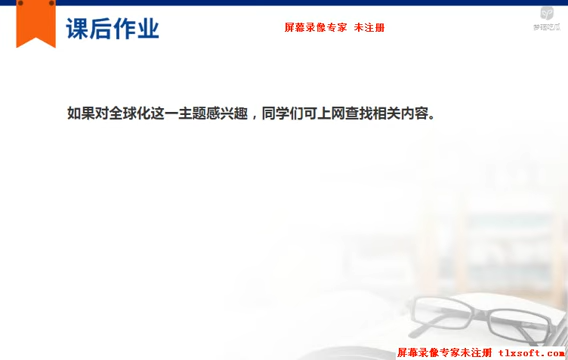 课后作业
屏幕录像专家 未注册
如果对全球化这一主题感兴趣，同学们可上网查找相关内容。
屏幕录像专家未注册 tlxsoft.com